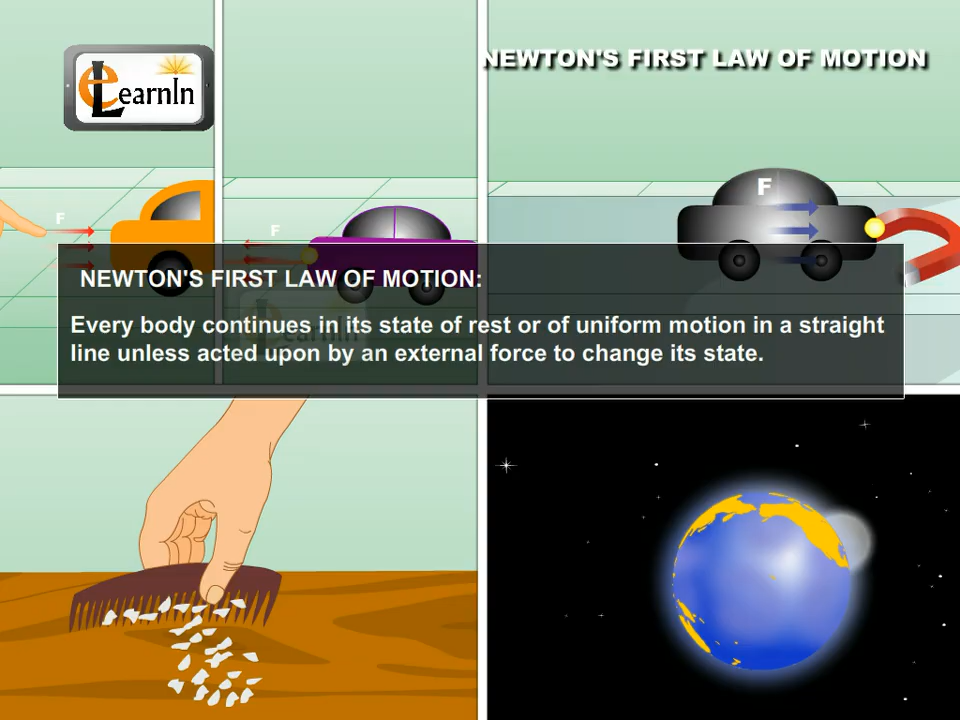 eLearnIn
NEWTON'S FIRST LAW OF MOTION
F
F
F
NEWTON'S FIRST LAW OF MOTION:
Every body continues in its state of rest or of uniform motion in a straight
line unless acted upon by an external force to change its state.